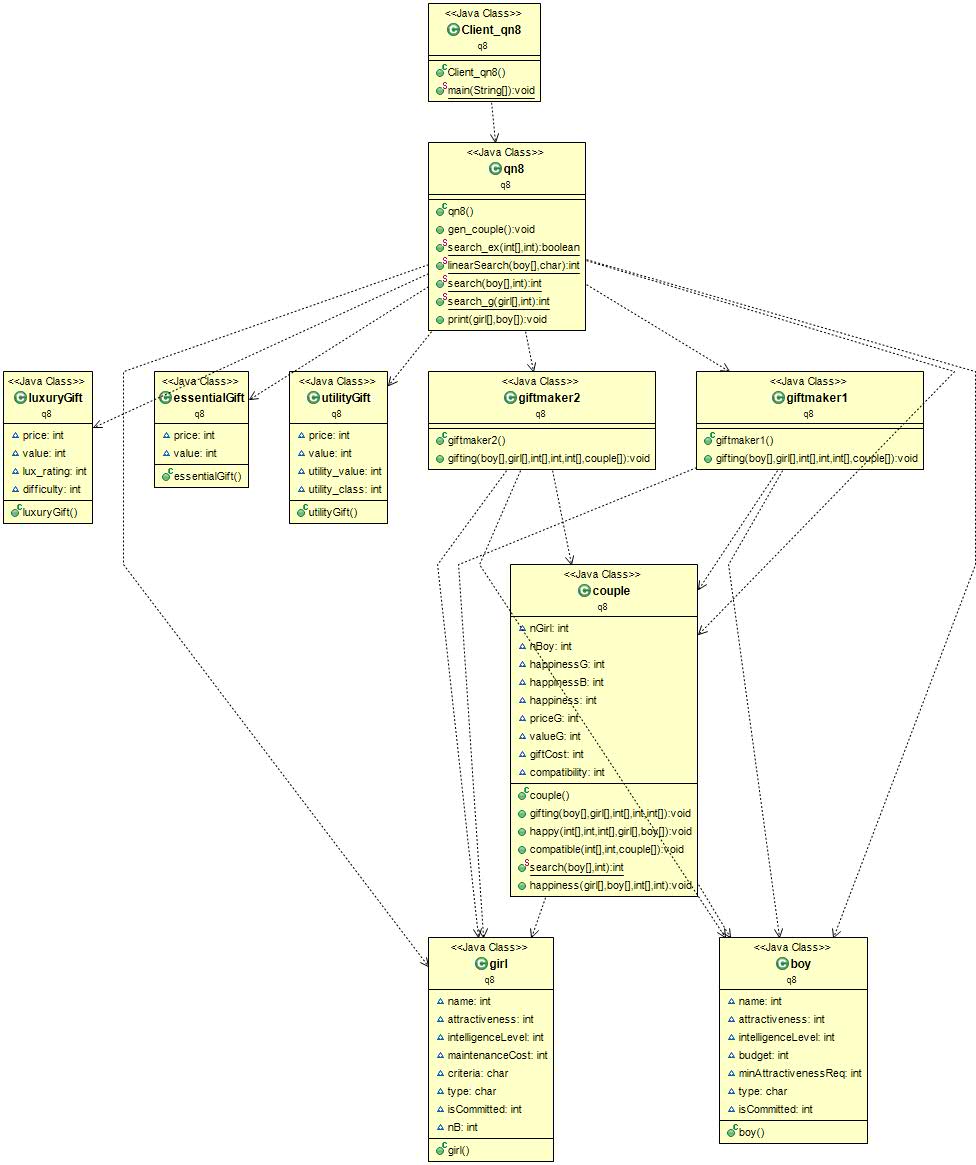 <<Java Class>>
Client_qn8
q8
Client_qn8()
main(String[]):void
<<Java Class>>
qn8
q8
qn8()
gen_couple():void
search_ex(int[],int):boolean
linearSearch(boy[],char):int
search(boy[],int):int
search_g(girl[],int):int
print(girl[],boy[]):void
<<Java Class>>
luxuryGift
q8
price: int
value: int
lux_rating: int
difficulty: int
luxuryGift()
<<Java Class>>
essentialGift
q8
price: int
value: int
essentialGift()
<<Java Class>>
utilityGift
q8
price: int
value: int
utility_value: int
utility_class: int
utilityGift()
<<Java Class>>
giftmaker2
q8
giftmaker2()
gifting(boy[],girl[],int[],int,int[],couple[]):void
<<Java Class>>
giftmaker1
q8
giftmaker1()
gifting(boy[],girl[],int[],int,int[],couple[]):void
<<Java Class>>
couple
q8
nGirl: int
nBoy: int
happinessG: int
happinessB: int
happiness: int
priceG: int
valueG: int
giftCost: int
compatibility: int
couple()
gifting(boy[],girl[],int[],int,int[]):void
happy(int[],int,int[],girl[],boy[]):void
compatible(int[],int,couple[]):void
search(boy[],int):int
happiness(girl[],boy[],int[],int):void
<<Java Class>>
girl
q8
name: int
attractiveness: int
intelligenceLevel: int
maintenanceCost: int
criteria: char
type: char
isCommitted: int
nB: int
girl()
<<Java Class>>
boy
q8
name: int
attractiveness: int
intelligenceLevel: int
budget: int
minAttractivenessReq: int
type: char
isCommitted: int
boy()